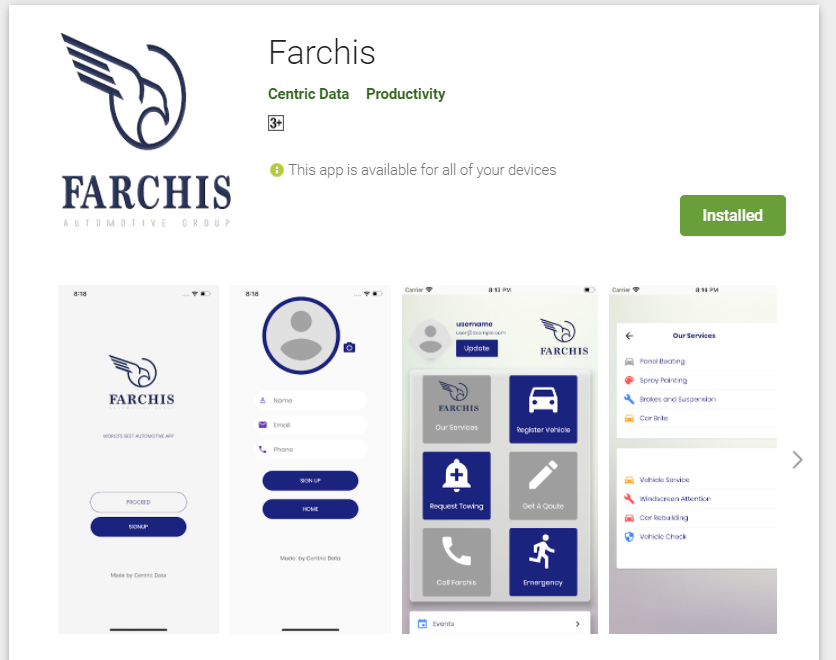 Farchis
Centric Data Productivity
3+
This app is available for all of your devices
Installed
FARCHIS
AUTOMOTIVE GROUP
8:18
FARCHIS
WORLD'S BEST AUTOMOTIVE APP
PROCEED
SIGNUP
Made by Centric Data
8:18
Name
Email
Phone
SIGN UP
HOME
Made by Centric Data
Carrier 8:13 PM
username
user@example.com
Update
FARCHIS
FARCHIS
Our Services
Register Vehicle
Request Towing
Get A Qoute
Call Farchis
Emergency
Events
Carrier 8:14 PM
Our Services
Panel Beating
Spray Painting
Brakes and Suspension
Car Brite
Vehicle Service
Windscreen Attention
Car Rebuilding
Vehicle Check